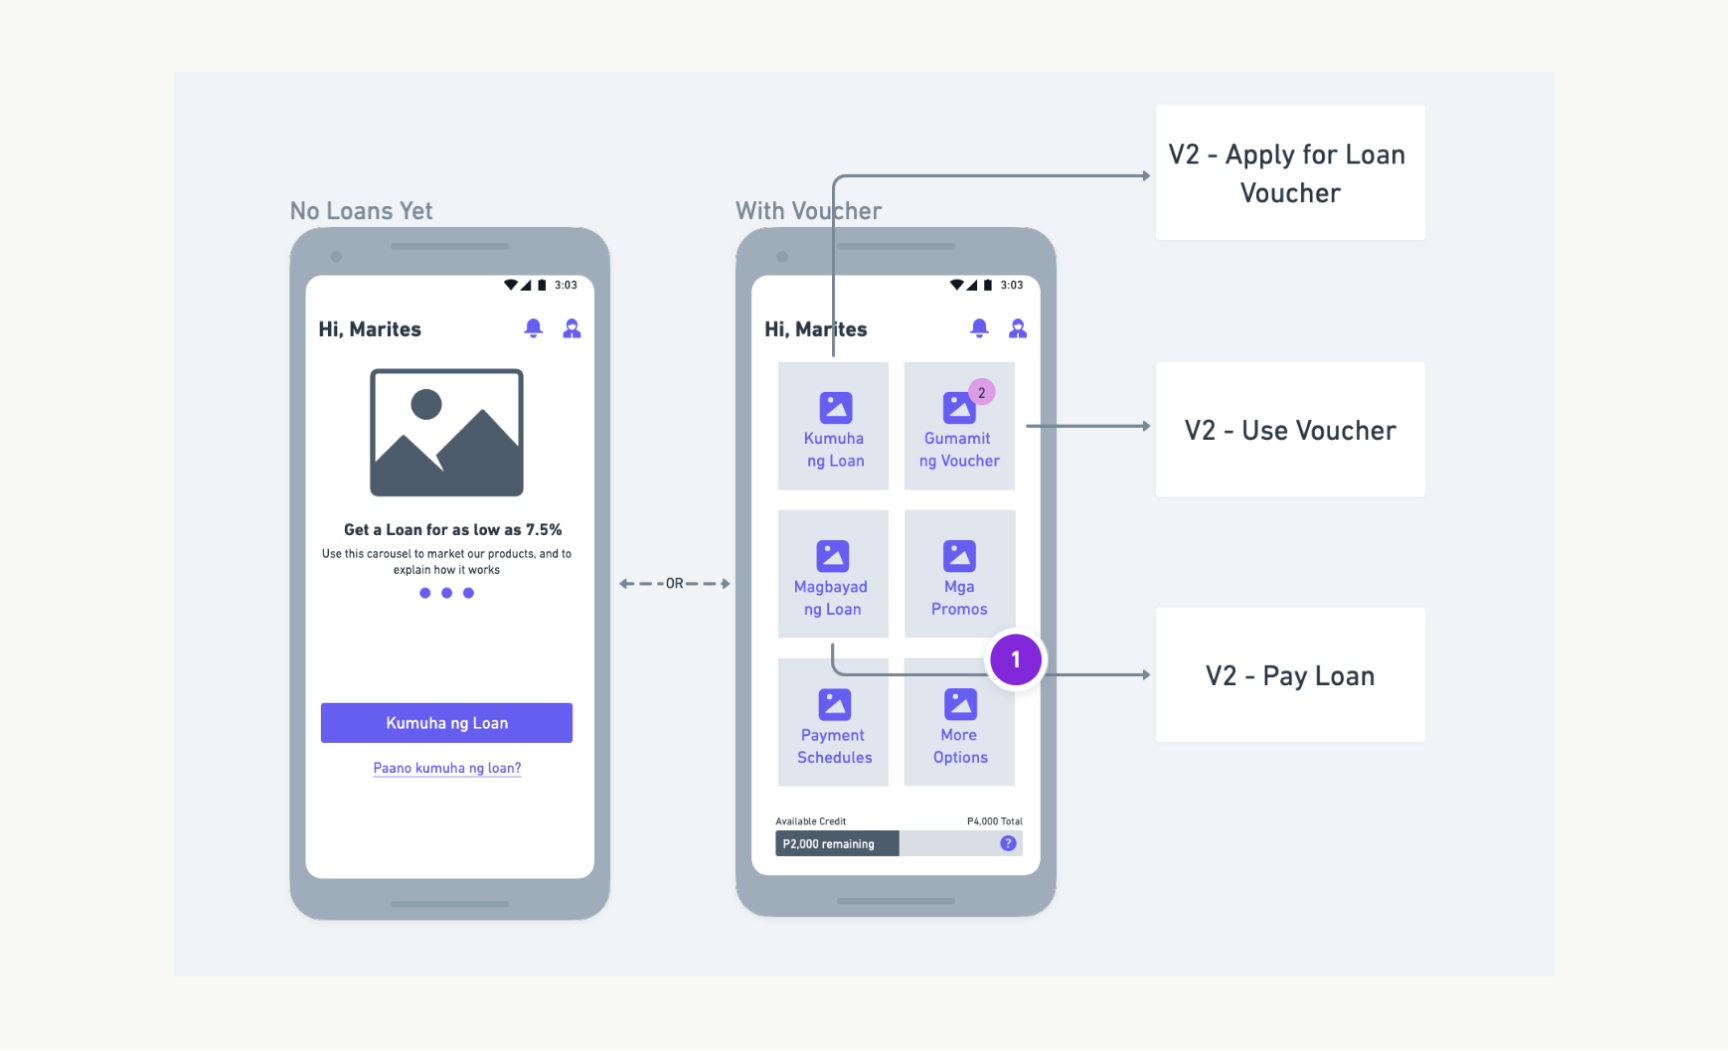 No Loans Yet
3:03
Hi, Marites
Get a Loan for as low as 7.5%
Use this carousel to market our products, and to
explain how it works
Kumuha ng Loan
Paano kumuha ng loan?
OR
With Voucher
3:03
Hi, Marites
Kumuha
ng Loan
2
Gumamit
ng Voucher
Magbayad
ng Loan
Mga
Promos
1
Payment
Schedules
More
Options
Available Credit
P4,000 Total
P2,000 remaining
?
V2 - Apply for Loan
Voucher
V2 - Use Voucher
V2 - Pay Loan